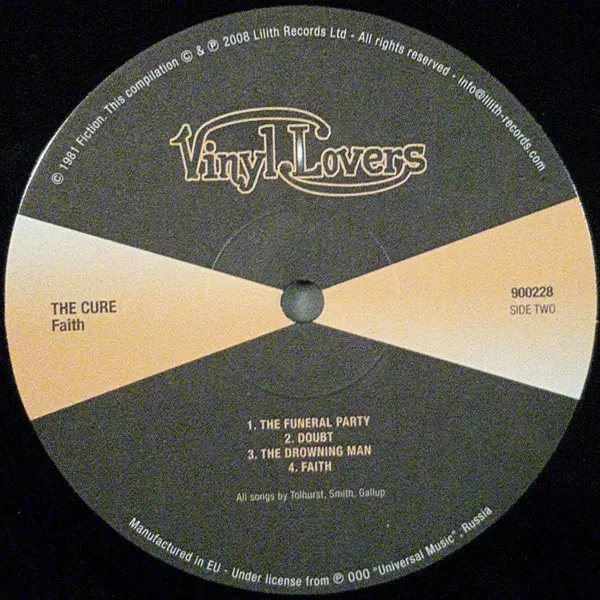 © 1981 Fiction. This compilation © & ℗ 2008 Lilith Records Ltd - All rights reserved - info@lilith-records.com
Vinyl Lovers
THE CURE
Faith
900228
SIDE TWO
1. THE FUNERAL PARTY
2. DOUBT
3. THE DROWNING MAN
4. FAITH
All songs by Tolhurst, Smith, Gallup
Manufactured in EU - Under license from ℗ OOO "Universal Music" ,Russia